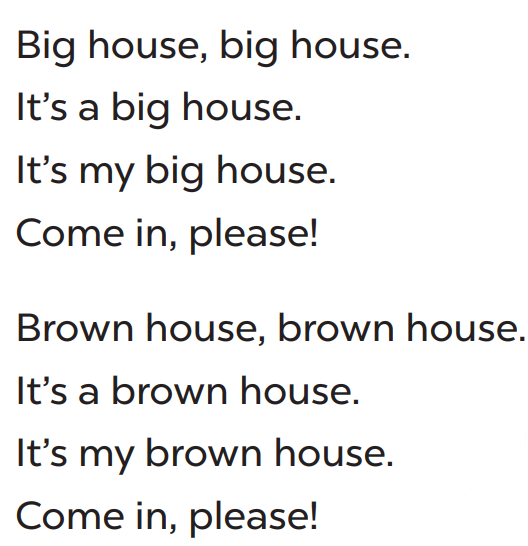 Big house, big house.
It’s a big house.
It’s my big house.
Come in, please!
Brown house, brown house.
It’s a brown house.
It’s my brown house.
Come in, please!